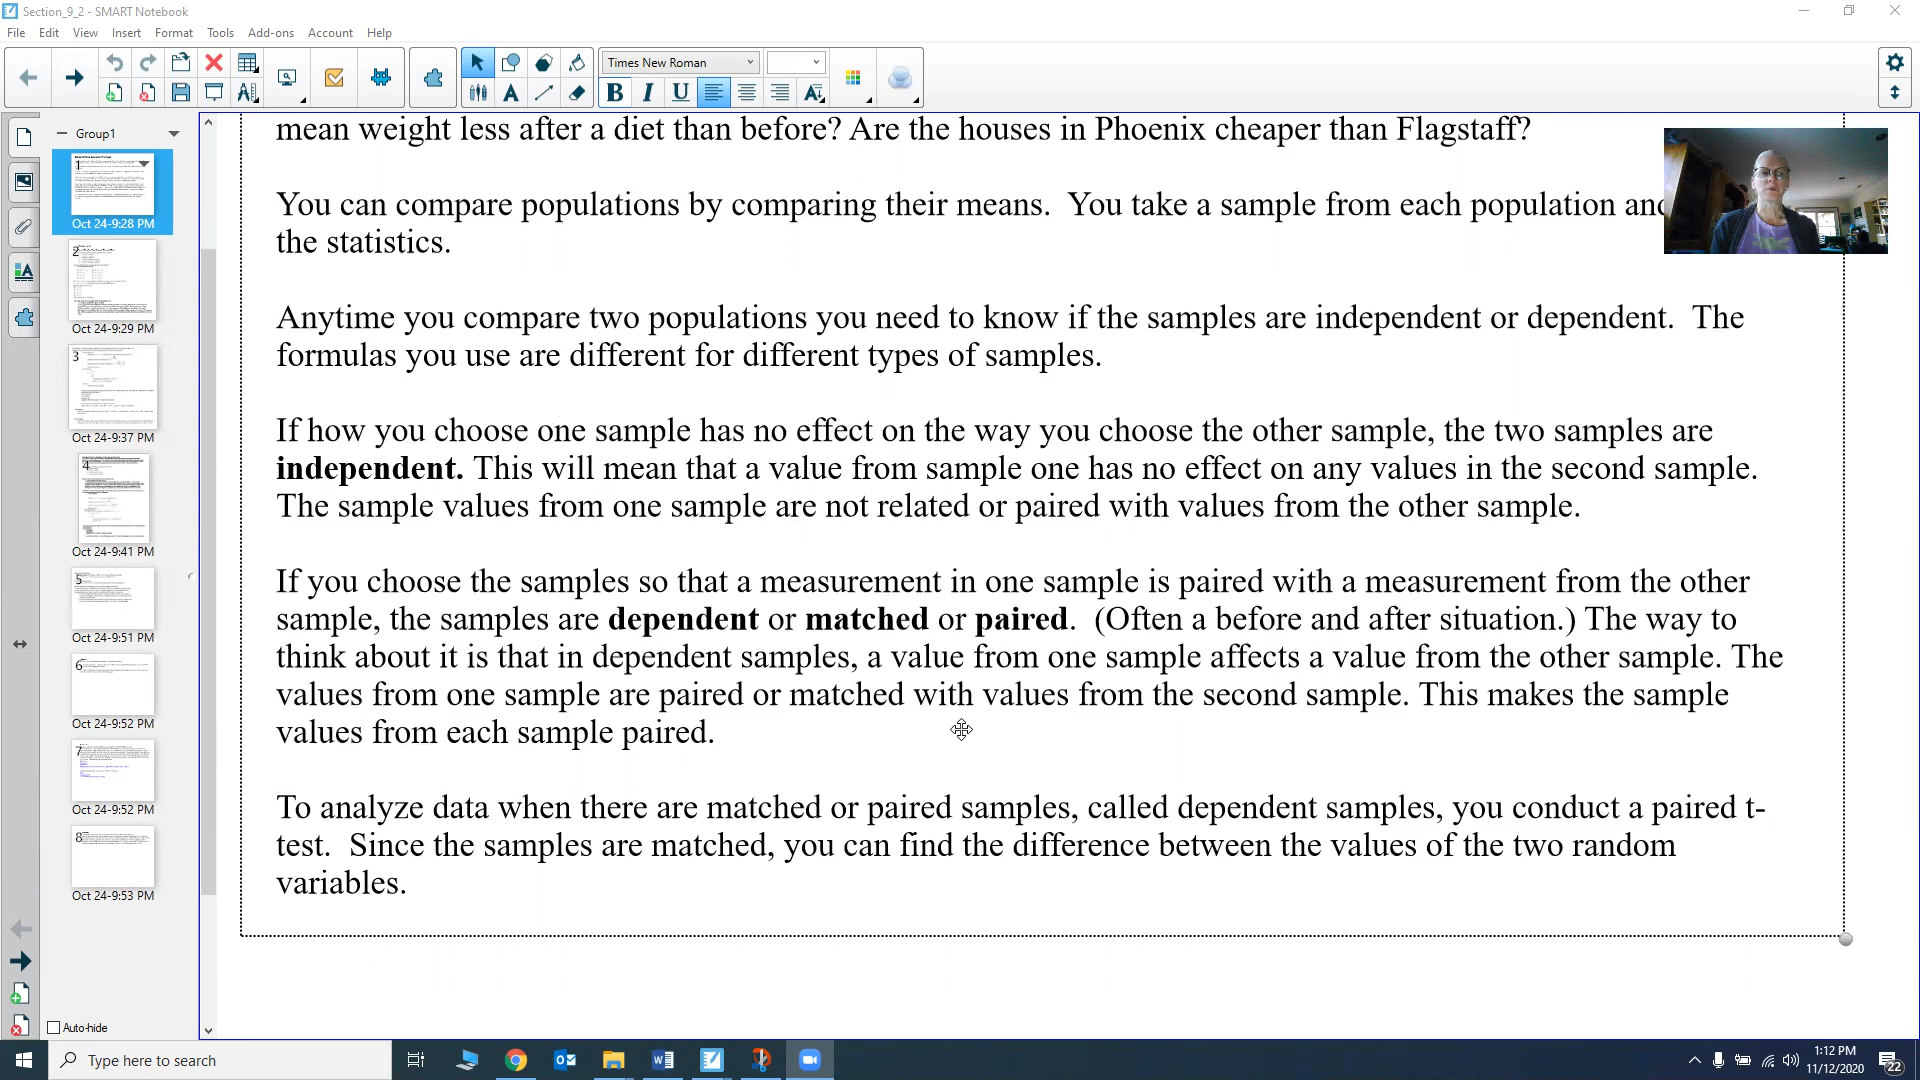 Section_9_2 - SMART Notebook
File Edit View Insert Format Tools Add-ons Account Help
Times New Roman
B I U A
Group1
mean weight less after a diet than before? Are the houses in Phoenix cheaper than Flagstaff?
You can compare populations by comparing their means.  You take a sample from each population and
the statistics.
Anytime you compare two populations you need to know if the samples are independent or dependent.  The
formulas you use are different for different types of samples.
If how you choose one sample has no effect on the way you choose the other sample, the two samples are
independent. This will mean that a value from sample one has no effect on any values in the second sample.
The sample values from one sample are not related or paired with values from the other sample.
If you choose the samples so that a measurement in one sample is paired with a measurement from the other
sample, the samples are dependent or matched or paired.  (Often a before and after situation.) The way to
think about it is that in dependent samples, a value from one sample affects a value from the other sample. The
values from one sample are paired or matched with values from the second sample. This makes the sample
values from each sample paired.
To analyze data when there are matched or paired samples, called dependent samples, you conduct a paired t-
test.  Since the samples are matched, you can find the difference between the values of the two random
variables.
1
Oct 24-9:28 PM
2
Oct 24-9:29 PM
3
Oct 24-9:37 PM
4
Oct 24-9:41 PM
5
Oct 24-9:51 PM
6
Oct 24-9:52 PM
7
Oct 24-9:52 PM
8
Oct 24-9:53 PM
Auto-hide
Type here to search
1:12 PM
11/12/2020
22